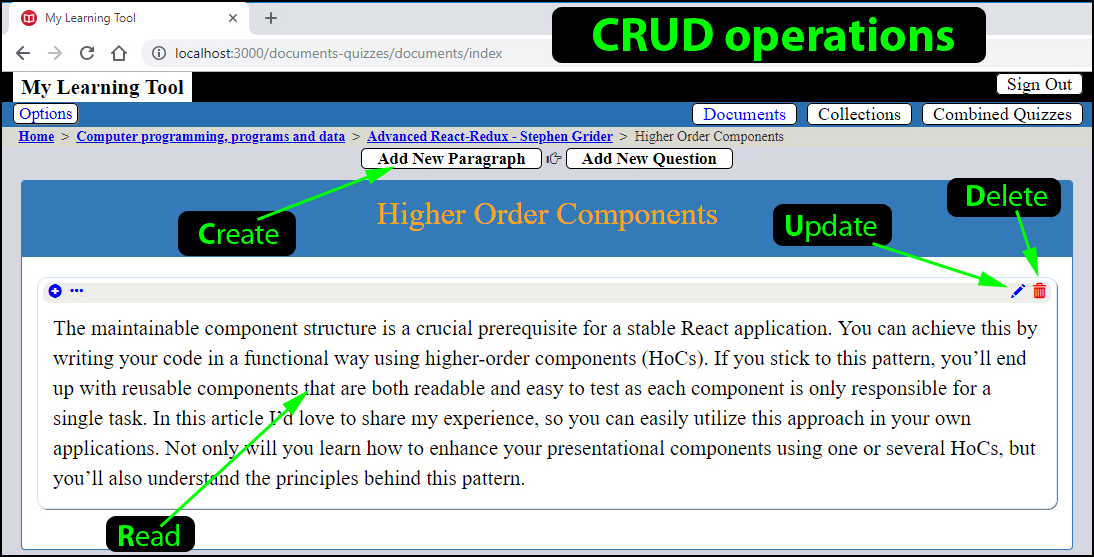 My Learning Tool
CRUD operations
localhost:3000/documents-quizzes/documents/index
My Learning Tool
Sign Out
Options
Documents
Collections
Combined Quizzes
Home > Computer programming, programs and data > Advanced React-Redux - Stephen Grider > Higher Order Components
Add New Paragraph
Add New Question
Delete
Create
Higher Order Components
Update
The maintainable component structure is a crucial prerequisite for a stable React application. You can achieve this by
writing your code in a functional way using higher-order components (HoCs). If you stick to this pattern, you’ll end
up with reusable components that are both readable and easy to test as each component is only responsible for a
single task. In this article I’d love to share my experience, so you can easily utilize this approach in your own
applications. Not only will you learn how to enhance your presentational components using one or several HoCs, but
you’ll also understand the principles behind this pattern.
Read